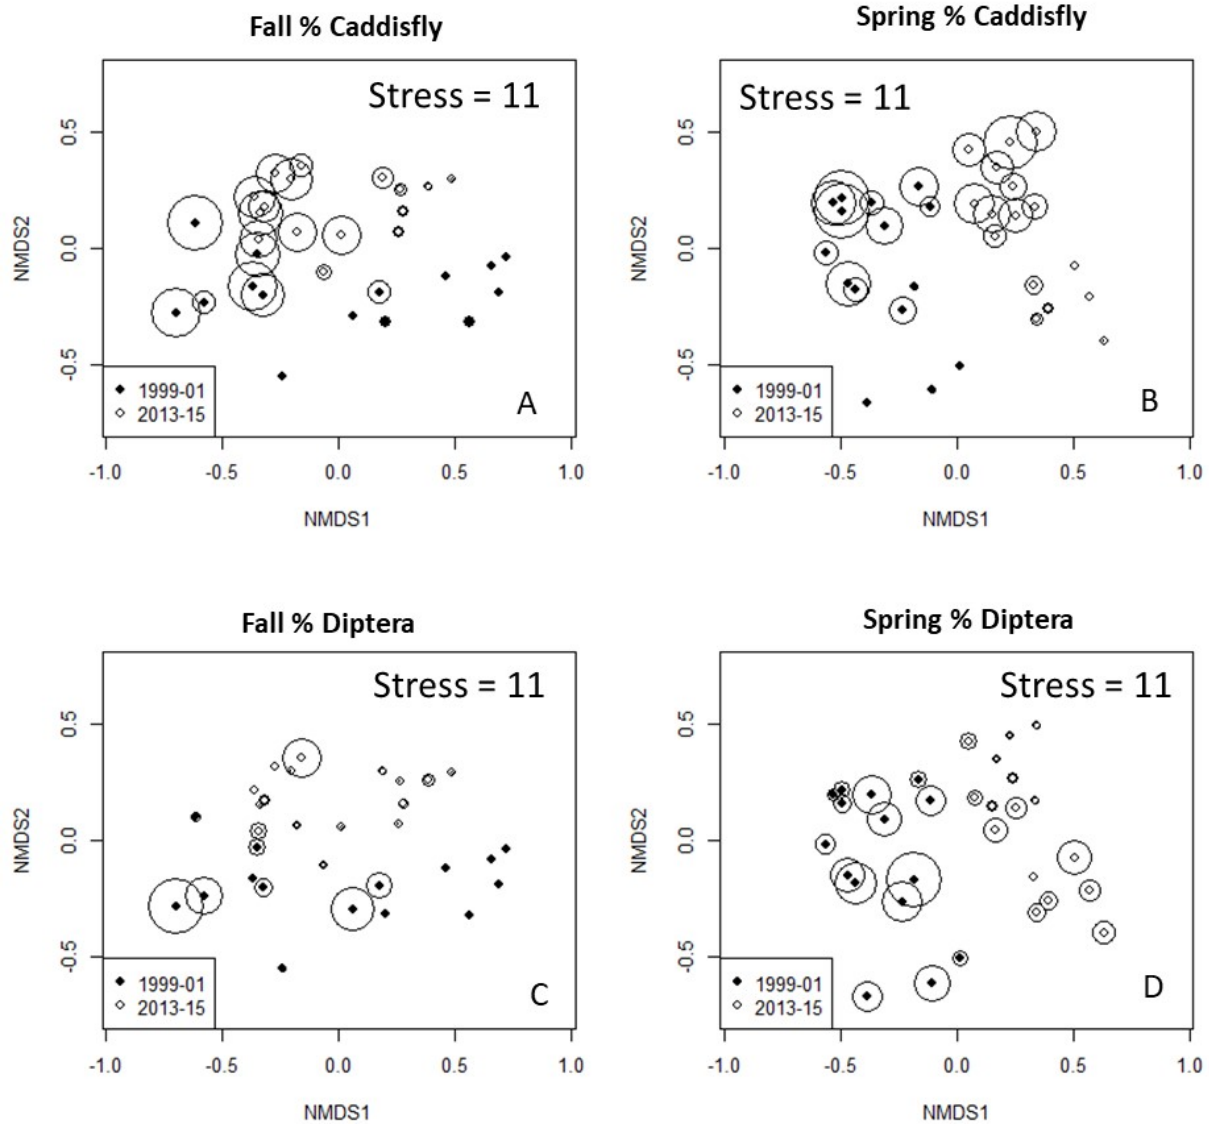 Fall % Caddisfly
Stress = 11
0.5
0.0
-0.5
NMDS2
1999-01
2013-15
A
-1.0 -0.5 0.0 0.5 1.0
NMDS1
Spring % Caddisfly
Stress = 11
0.5
0.0
-0.5
NMDS2
1999-01
2013-15
B
-1.0 -0.5 0.0 0.5 1.0
NMDS1
Fall % Diptera
Stress = 11
0.5
0.0
-0.5
NMDS2
1999-01
2013-15
C
-1.0 -0.5 0.0 0.5 1.0
NMDS1
Spring % Diptera
Stress = 11
0.5
0.0
-0.5
NMDS2
1999-01
2013-15
D
-1.0 -0.5 0.0 0.5 1.0
NMDS1